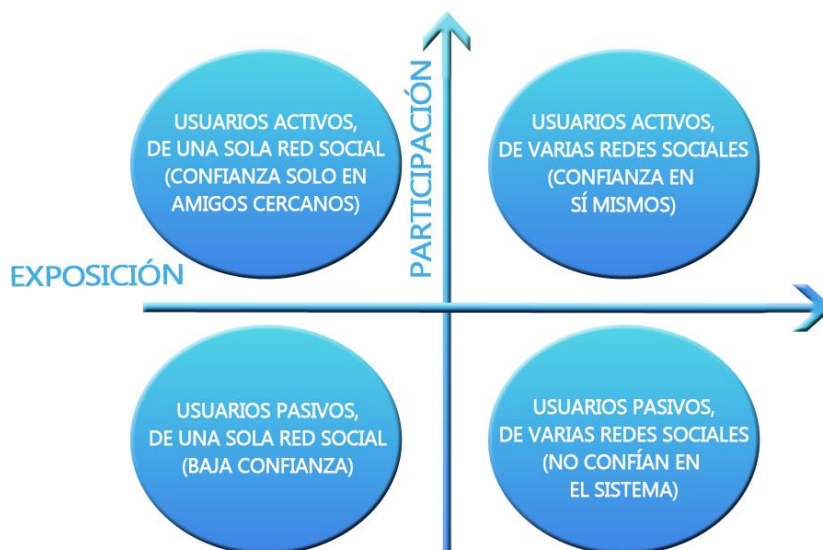 PARTICIPACIÓN
USUARIOS ACTIVOS,
DE UNA SOLA RED SOCIAL
(CONFIANZA SOLO EN
AMIGOS CERCANOS)
USUARIOS ACTIVOS,
DE VARIAS REDES SOCIALES
(CONFIANZA EN
SÍ MISMOS)
EXPOSICIÓN
USUARIOS PASIVOS,
DE UNA SOLA RED SOCIAL
(BAJA CONFIANZA)
USUARIOS PASIVOS,
DE VARIAS REDES SOCIALES
(NO CONFÍAN EN
EL SISTEMA)